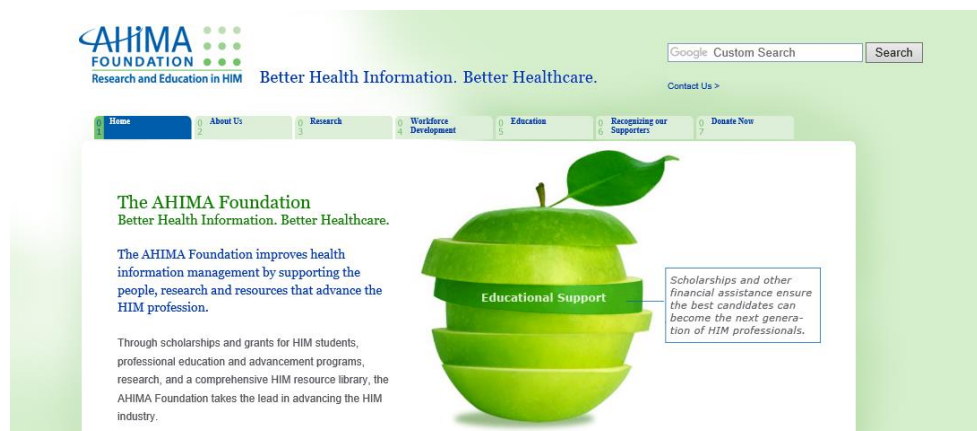 AHIMA
FOUNDATION
Research and Education in HIM
Better Health Information. Better Healthcare.
Google Custom Search
Search
Contact Us >
01 Home
02 About Us
03 Research
04 Workforce
Development
05 Education
06 Recognizing our
Supporters
07 Donate Now
The AHIMA Foundation
Better Health Information. Better Healthcare.
The AHIMA Foundation improves health
information management by supporting the
people, research and resources that advance the
HIM profession.
Through scholarships and grants for HIM students,
professional education and advancement programs,
research, and a comprehensive HIM resource library, the
AHIMA Foundation takes the lead in advancing the HIM
industry.
Educational Support
Scholarships and other
financial assistance ensure
the best candidates can
become the next genera-
tion of HIM professionals.